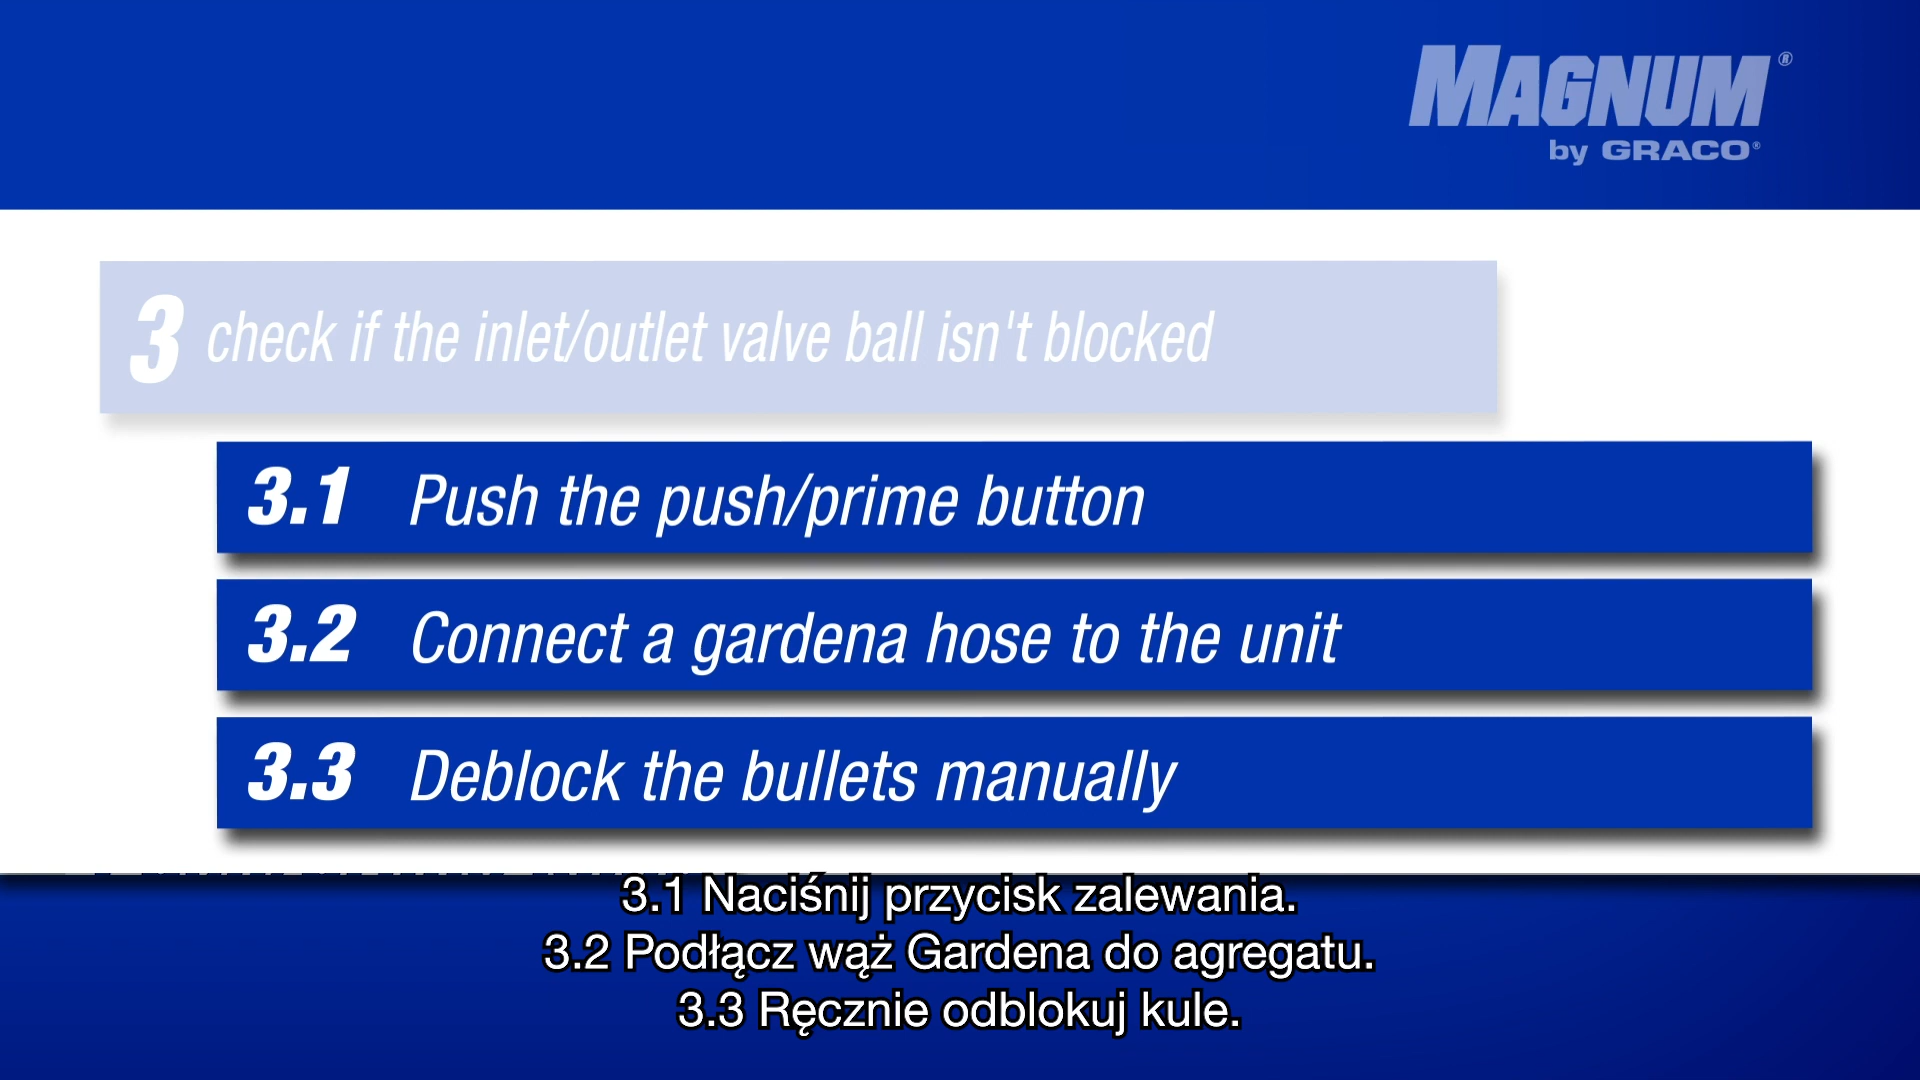 MAGNUM®
by GRACO®
3 check if the inlet/outlet valve ball isn't blocked
3.1 Push the push/prime button
3.2 Connect a gardena hose to the unit
3.3 Deblock the bullets manually
3.1 Naciśnij przycisk zalewania.
3.2 Podłącz wąż Gardena do agregatu.
3.3 Ręcznie odblokuj kule.